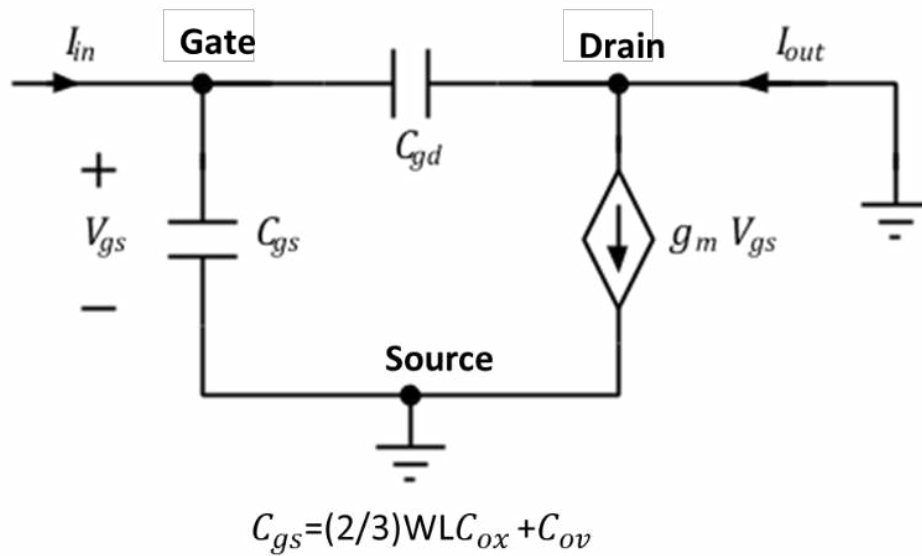 I_in
Gate
Drain
I_out
C_gd
+
V_gs
−
C_gs
g_m V_gs
Source
C_gs=(2/3)WLC_ox+C_ov